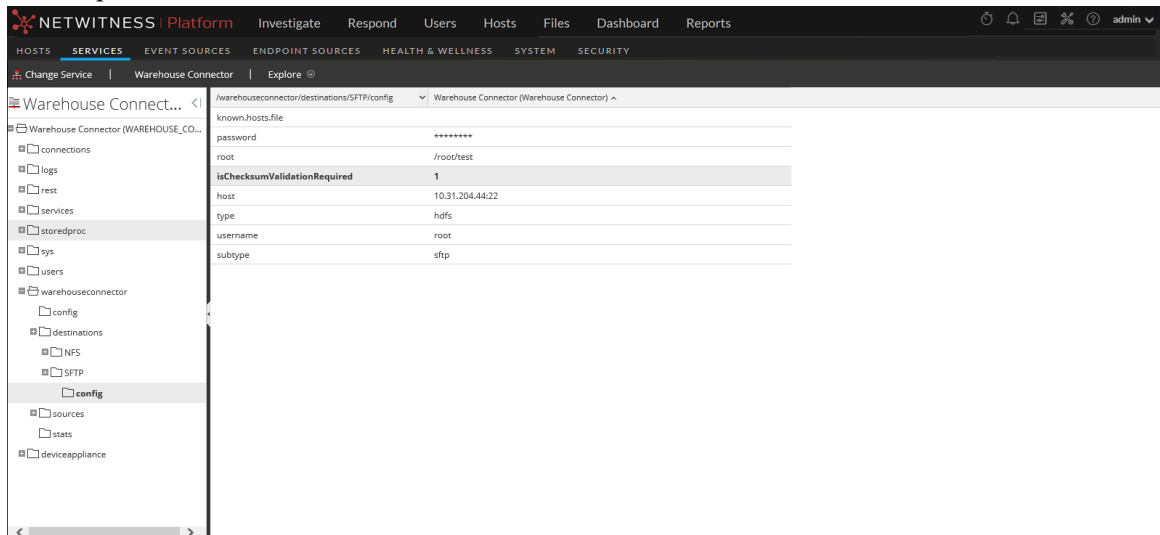 NETWITNESS | Platform Investigate Respond Users Hosts Files Dashboard Reports admin
HOSTS SERVICES EVENT SOURCES ENDPOINT SOURCES HEALTH & WELLNESS SYSTEM SECURITY
Change Service | Warehouse Connector | Explore
Warehouse Connect...
Warehouse Connector (WAREHOUSE_CO...
connections
logs
rest
services
storedproc
sys
users
warehouseconnector
config
destinations
NFS
SFTP
config
sources
stats
deviceappliance
/warehouseconnector/destinations/SFTP/config Warehouse Connector (Warehouse Connector)
known.hosts.file
password ********
root /root/test
isChecksumValidationRequired 1
host 10.31.204.44:22
type hdfs
username root
subtype sftp